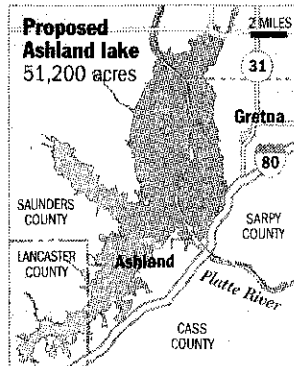 Proposed
Ashland lake
51,200 acres
2 MILES
31
Gretna
80
SAUNDERS
COUNTY
SARPY
COUNTY
LANCASTER
COUNTY
Ashland
Platte River
CASS
COUNTY